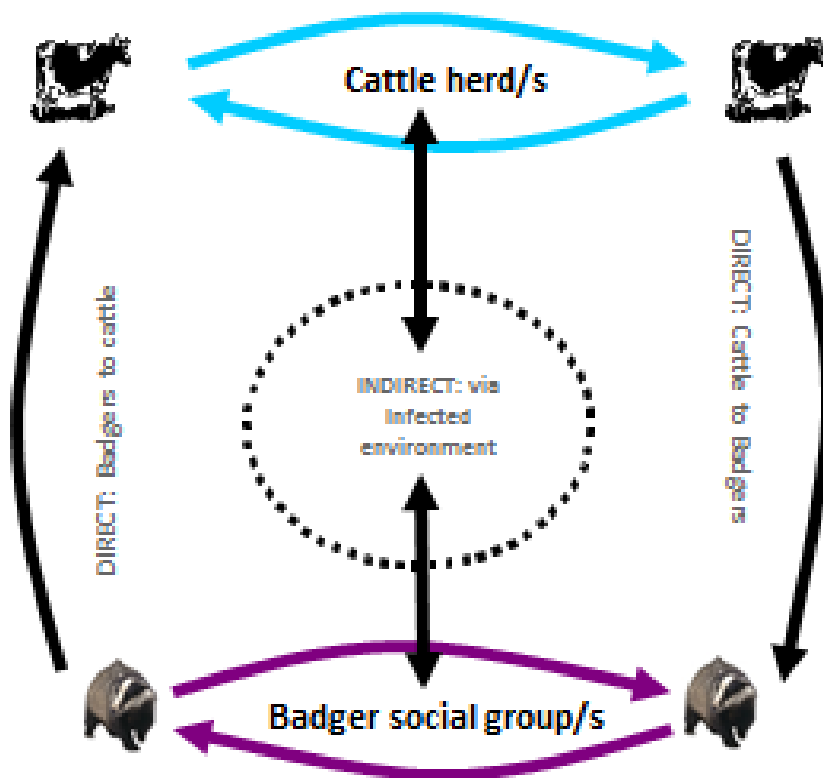 Cattle herd/s
DIRECT: Badgers to cattle
DIRECT: Cattle to Badgers
INDIRECT: via
Infected
environment
Badger social group/s